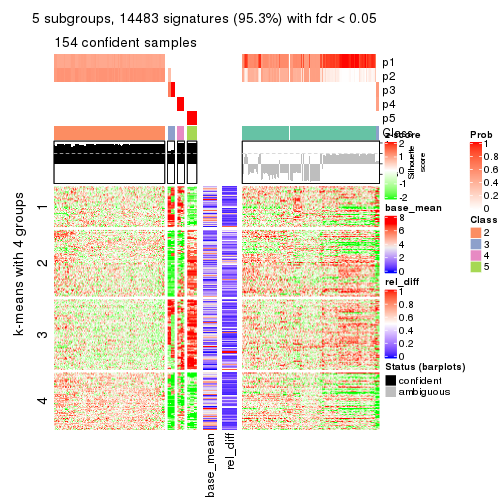 5 subgroups, 14483 signatures (95.3%) with fdr < 0.05
154 confident samples
p1
p2
p3
p4
p5
Class
z-score
2
1
0
-1
-2
Silhouette
score
Prob
1
0.8
0.6
0.4
0.2
0
base_mean
8
6
4
2
0
Class
2
3
4
5
rel_diff
1
0.8
0.6
0.4
0.2
0
Status (barplots)
confident
ambiguous
k-means with 4 groups
1
2
3
4
base_mean
rel_diff